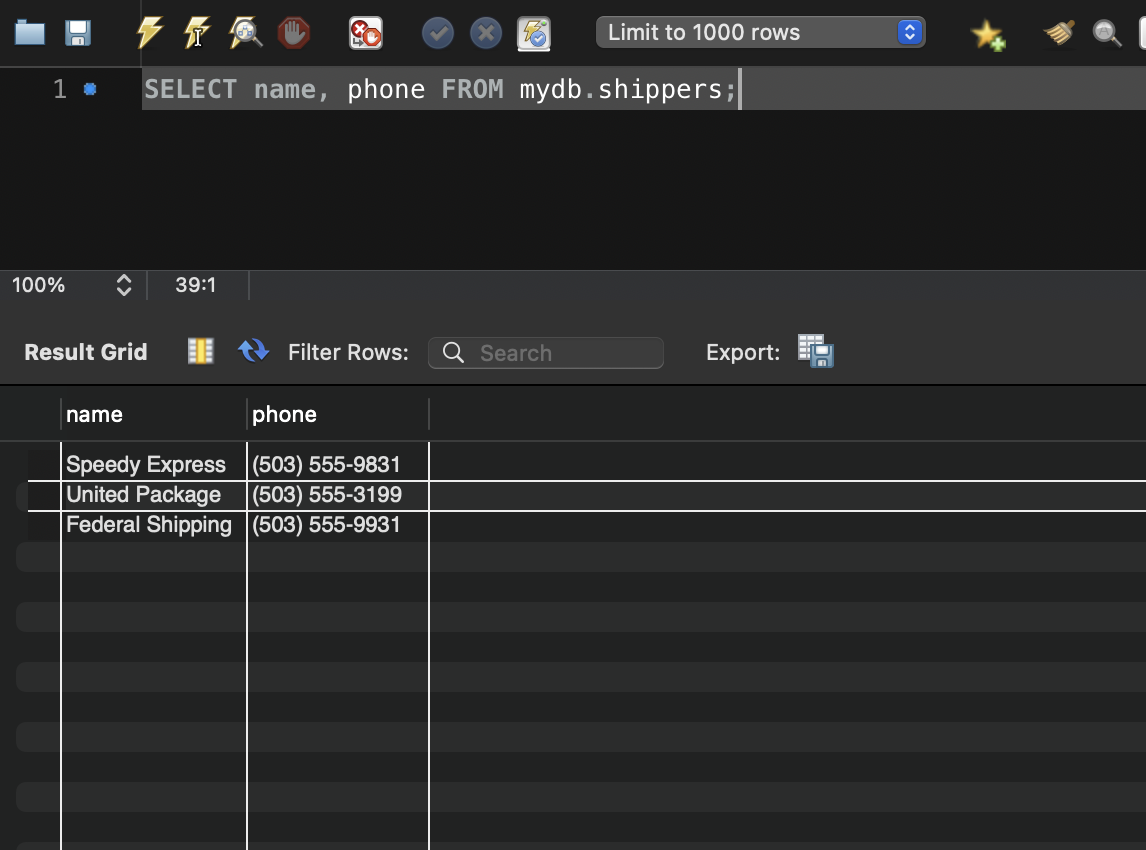 Limit to 1000 rows
1 SELECT name, phone FROM mydb.shippers;
100% 39:1
Result Grid Filter Rows: Search Export:
name phone
Speedy Express (503) 555-9831
United Package (503) 555-3199
Federal Shipping (503) 555-9931